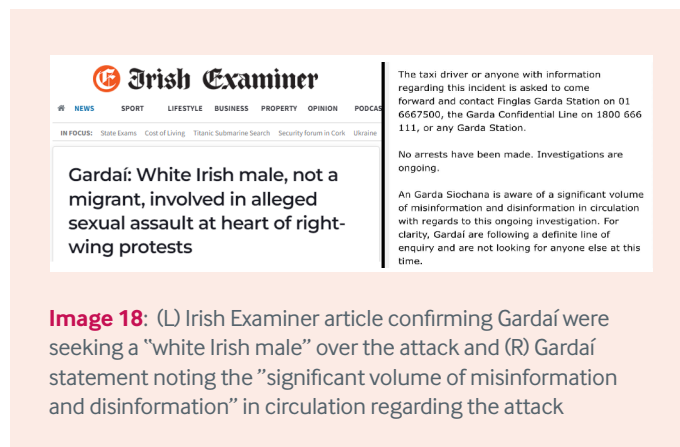 Irish Examiner
NEWS SPORT LIFESTYLE BUSINESS PROPERTY OPINION PODCAS
IN FOCUS: State Exams Cost of Living Titanic Submarine Search Security forum in Cork Ukraine
Gardaí: White Irish male, not a
migrant, involved in alleged
sexual assault at heart of right-
wing protests
The taxi driver or anyone with information
regarding this incident is asked to come
forward and contact Finglas Garda Station on 01
6667500, the Garda Confidential Line on 1800 666
111, or any Garda Station.
No arrests have been made. Investigations are
ongoing.
An Garda Siochana is aware of a significant volume
of misinformation and disinformation in circulation
with regards to this ongoing investigation. For
clarity, Gardaí are following a definite line of
enquiry and are not looking for anyone else at this
time.
Image 18: (L) Irish Examiner article confirming Gardaí were
seeking a “white Irish male” over the attack and (R) Gardaí
statement noting the ”significant volume of misinformation
and disinformation” in circulation regarding the attack